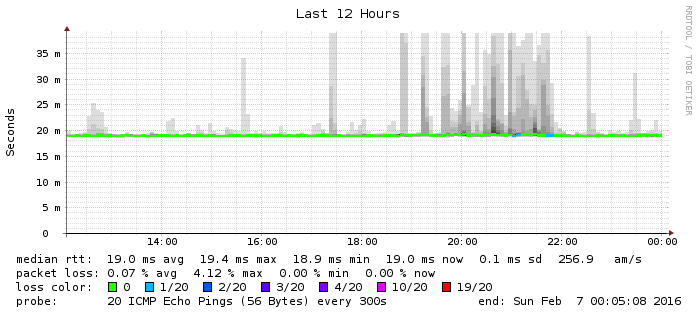 Last 12 Hours
RRDTOOL / TOBI OETIKER
Seconds
35 m
30 m
25 m
20 m
15 m
10 m
5 m
0
14:00 16:00 18:00 20:00 22:00 00:00
median rtt: 19.0 ms avg 19.4 ms max 18.9 ms min 19.0 ms now 0.1 ms sd 256.9 am/s
packet loss: 0.07 % avg 4.12 % max 0.00 % min 0.00 % now
loss color: 0 1/20 2/20 3/20 4/20 10/20 19/20
probe: 20 ICMP Echo Pings (56 Bytes) every 300s end: Sun Feb 7 00:05:08 2016